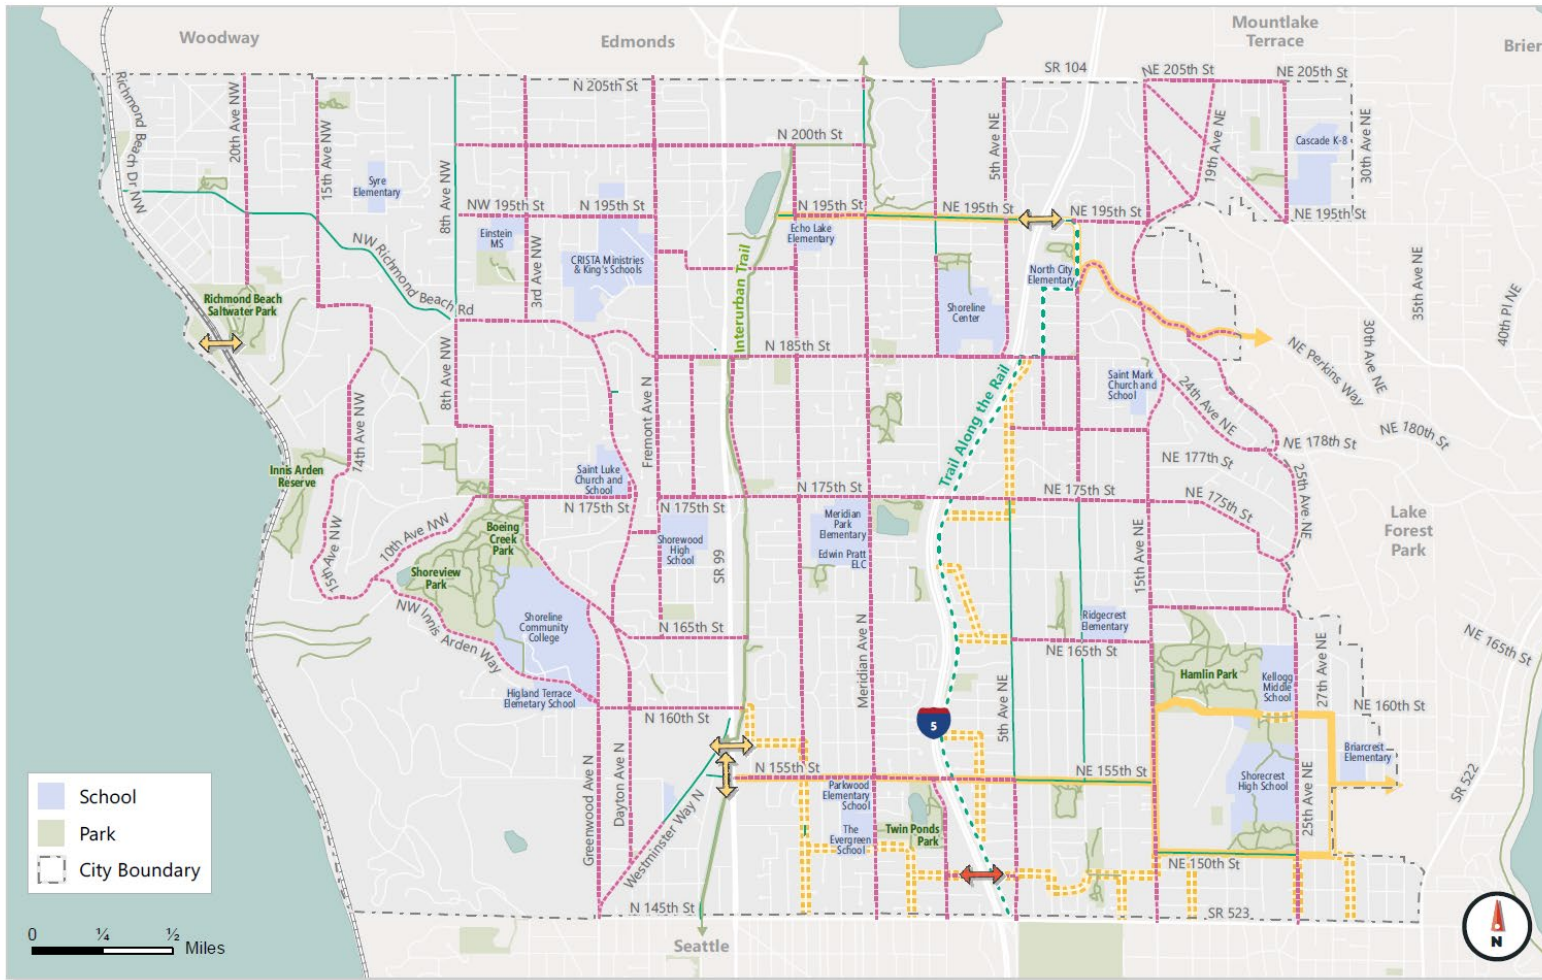 Woodway
Edmonds
Mountlake
Terrace
Brier
SR 104
NE 205th St
NE 205th St
N 205th St
Richmond Beach Dr NW
20th Ave NW
15th Ave NW
8th Ave NW
N 200th St
5th Ave NE
19th Ave NE
Cascade K-8
30th Ave NE
Syre
Elementary
NW 195th St
N 195th St
N 195th St
NE 195th St
NE 195th St
NE 195th St
Einstein
MS
3rd Ave NW
Echo Lake
Elementary
CRISTA Ministries
& King's Schools
NW Richmond Beach Rd
Interurban Trail
North City
Elementary
35th Ave NE
40th Pl NE
Richmond Beach
Saltwater Park
Shoreline
Center
N 185th St
30th Ave NE
NE Perkins Way
8th Ave NW
Fremont Ave N
Trail Along the Rail
Saint Mark
Church and
School
24th Ave NE
14th Ave NW
NE 180th St
NE 178th St
NE 177th St
Innis Arden
Reserve
Saint Luke
Church and
School
25th Ave NE
N 175th St
NE 175th St
NE 175th St
N 175th St
N 175th St
Lake
Forest
Park
15th Ave NW
10th Ave NW
Boeing
Creek
Park
Shorewood
High
School
SR 99
Meridian
Park
Elementary
Edwin Pratt
ELC
15th Ave NE
Shoreview
Park
NW Innis Arden Way
Shoreline
Community
College
N 165th St
Meridian Ave N
Ridgecrest
Elementary
NE 165th St
NE 165th St
5th Ave NE
Hamlin Park
Kellogg
Middle
School
27th Ave NE
Higland Terrace
Elemetary School
N 160th St
5
NE 160th St
Briarcrest
Elementary
Greenwood Ave N
Dayton Ave N
Westminster Way N
N 155th St
NE 155th St
Shorecrest
High School
25th Ave NE
SR 522
Parkwood
Elementary
School
The
Evergreen
School
Twin Ponds
Park
NE 150th St
N 145th St
SR 523
Seattle
School
Park
City Boundary
0 ¼ ½ Miles
N